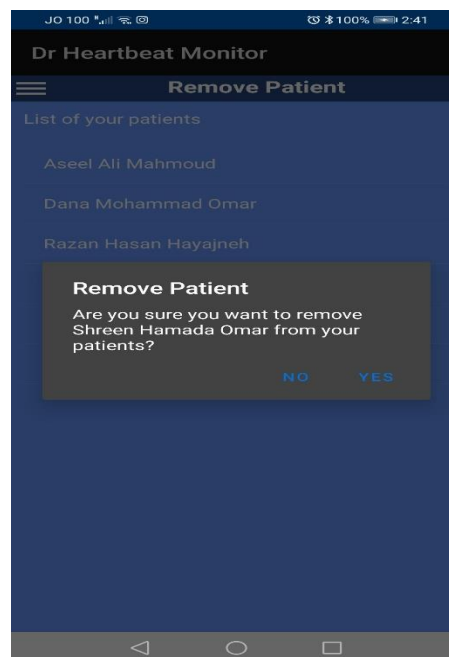 JO 100 100% 2:41
Dr Heartbeat Monitor
Remove Patient
List of your patients
Aseel Ali Mahmoud
Dana Mohammad Omar
Razan Hasan Hayajneh
Remove Patient
Are you sure you want to remove
Shreen Hamada Omar from your
patients?
NO YES